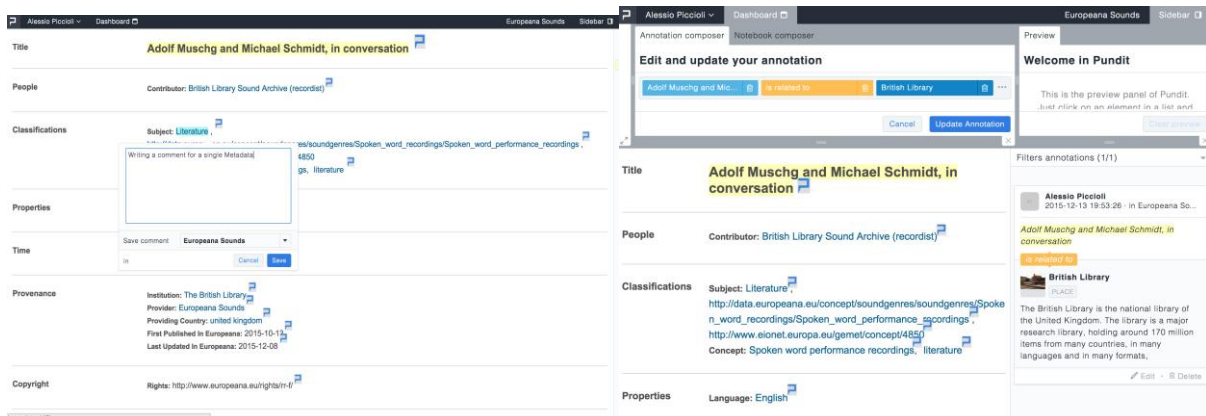 Alessio Piccioli
Dashboard
Europeana Sounds
Sidebar
Title
Adolf Muschg and Michael Schmidt, in conversation
People
Contributor: British Library Sound Archive (recordist)
Classifications
Subject: Literature ,
es/soundgenres/Spoken_word_recordings/Spoken_word_performance_recordings ,
4850
gs, literature
Writing a comment for a single Metadata
Save comment
Europeana Sounds
in
Cancel
Save
Properties
Time
Provenance
Institution: The British Library
Provider: Europeana Sounds
Providing Country: united kingdom
First Published In Europeana: 2015-10-13
Last Updated In Europeana: 2015-12-08
Copyright
Rights: http://www.europeana.eu/rights/rr-f/
Alessio Piccioli
Dashboard
Europeana Sounds
Sidebar
Annotation composer
Notebook composer
Edit and update your annotation
Adolf Muschg and Mic...
is related to
British Library
...
Cancel
Update Annotation
Preview
Welcome in Pundit
This is the preview panel of Pundit.
Just click on an element in a list and
Clear preview
Title
Adolf Muschg and Michael Schmidt, in
conversation
People
Contributor: British Library Sound Archive (recordist)
Classifications
Subject: Literature ,
http://data.europeana.eu/concept/soundgenres/soundgenres/Spoke
n_word_recordings/Spoken_word_performance_recordings ,
http://www.eionet.europa.eu/gemet/concept/4850
Concept: Spoken word performance recordings, literature
Properties
Language: English
Filters annotations (1/1)
Alessio Piccioli
2015-12-13 19:53:26 - in Europeana So...
Adolf Muschg and Michael Schmidt, in
conversation
is related to
British Library
PLACE
The British Library is the national library of
the United Kingdom. The library is a major
research library, holding around 170 million
items from many countries, in many
languages and in many formats,
Edit
Delete